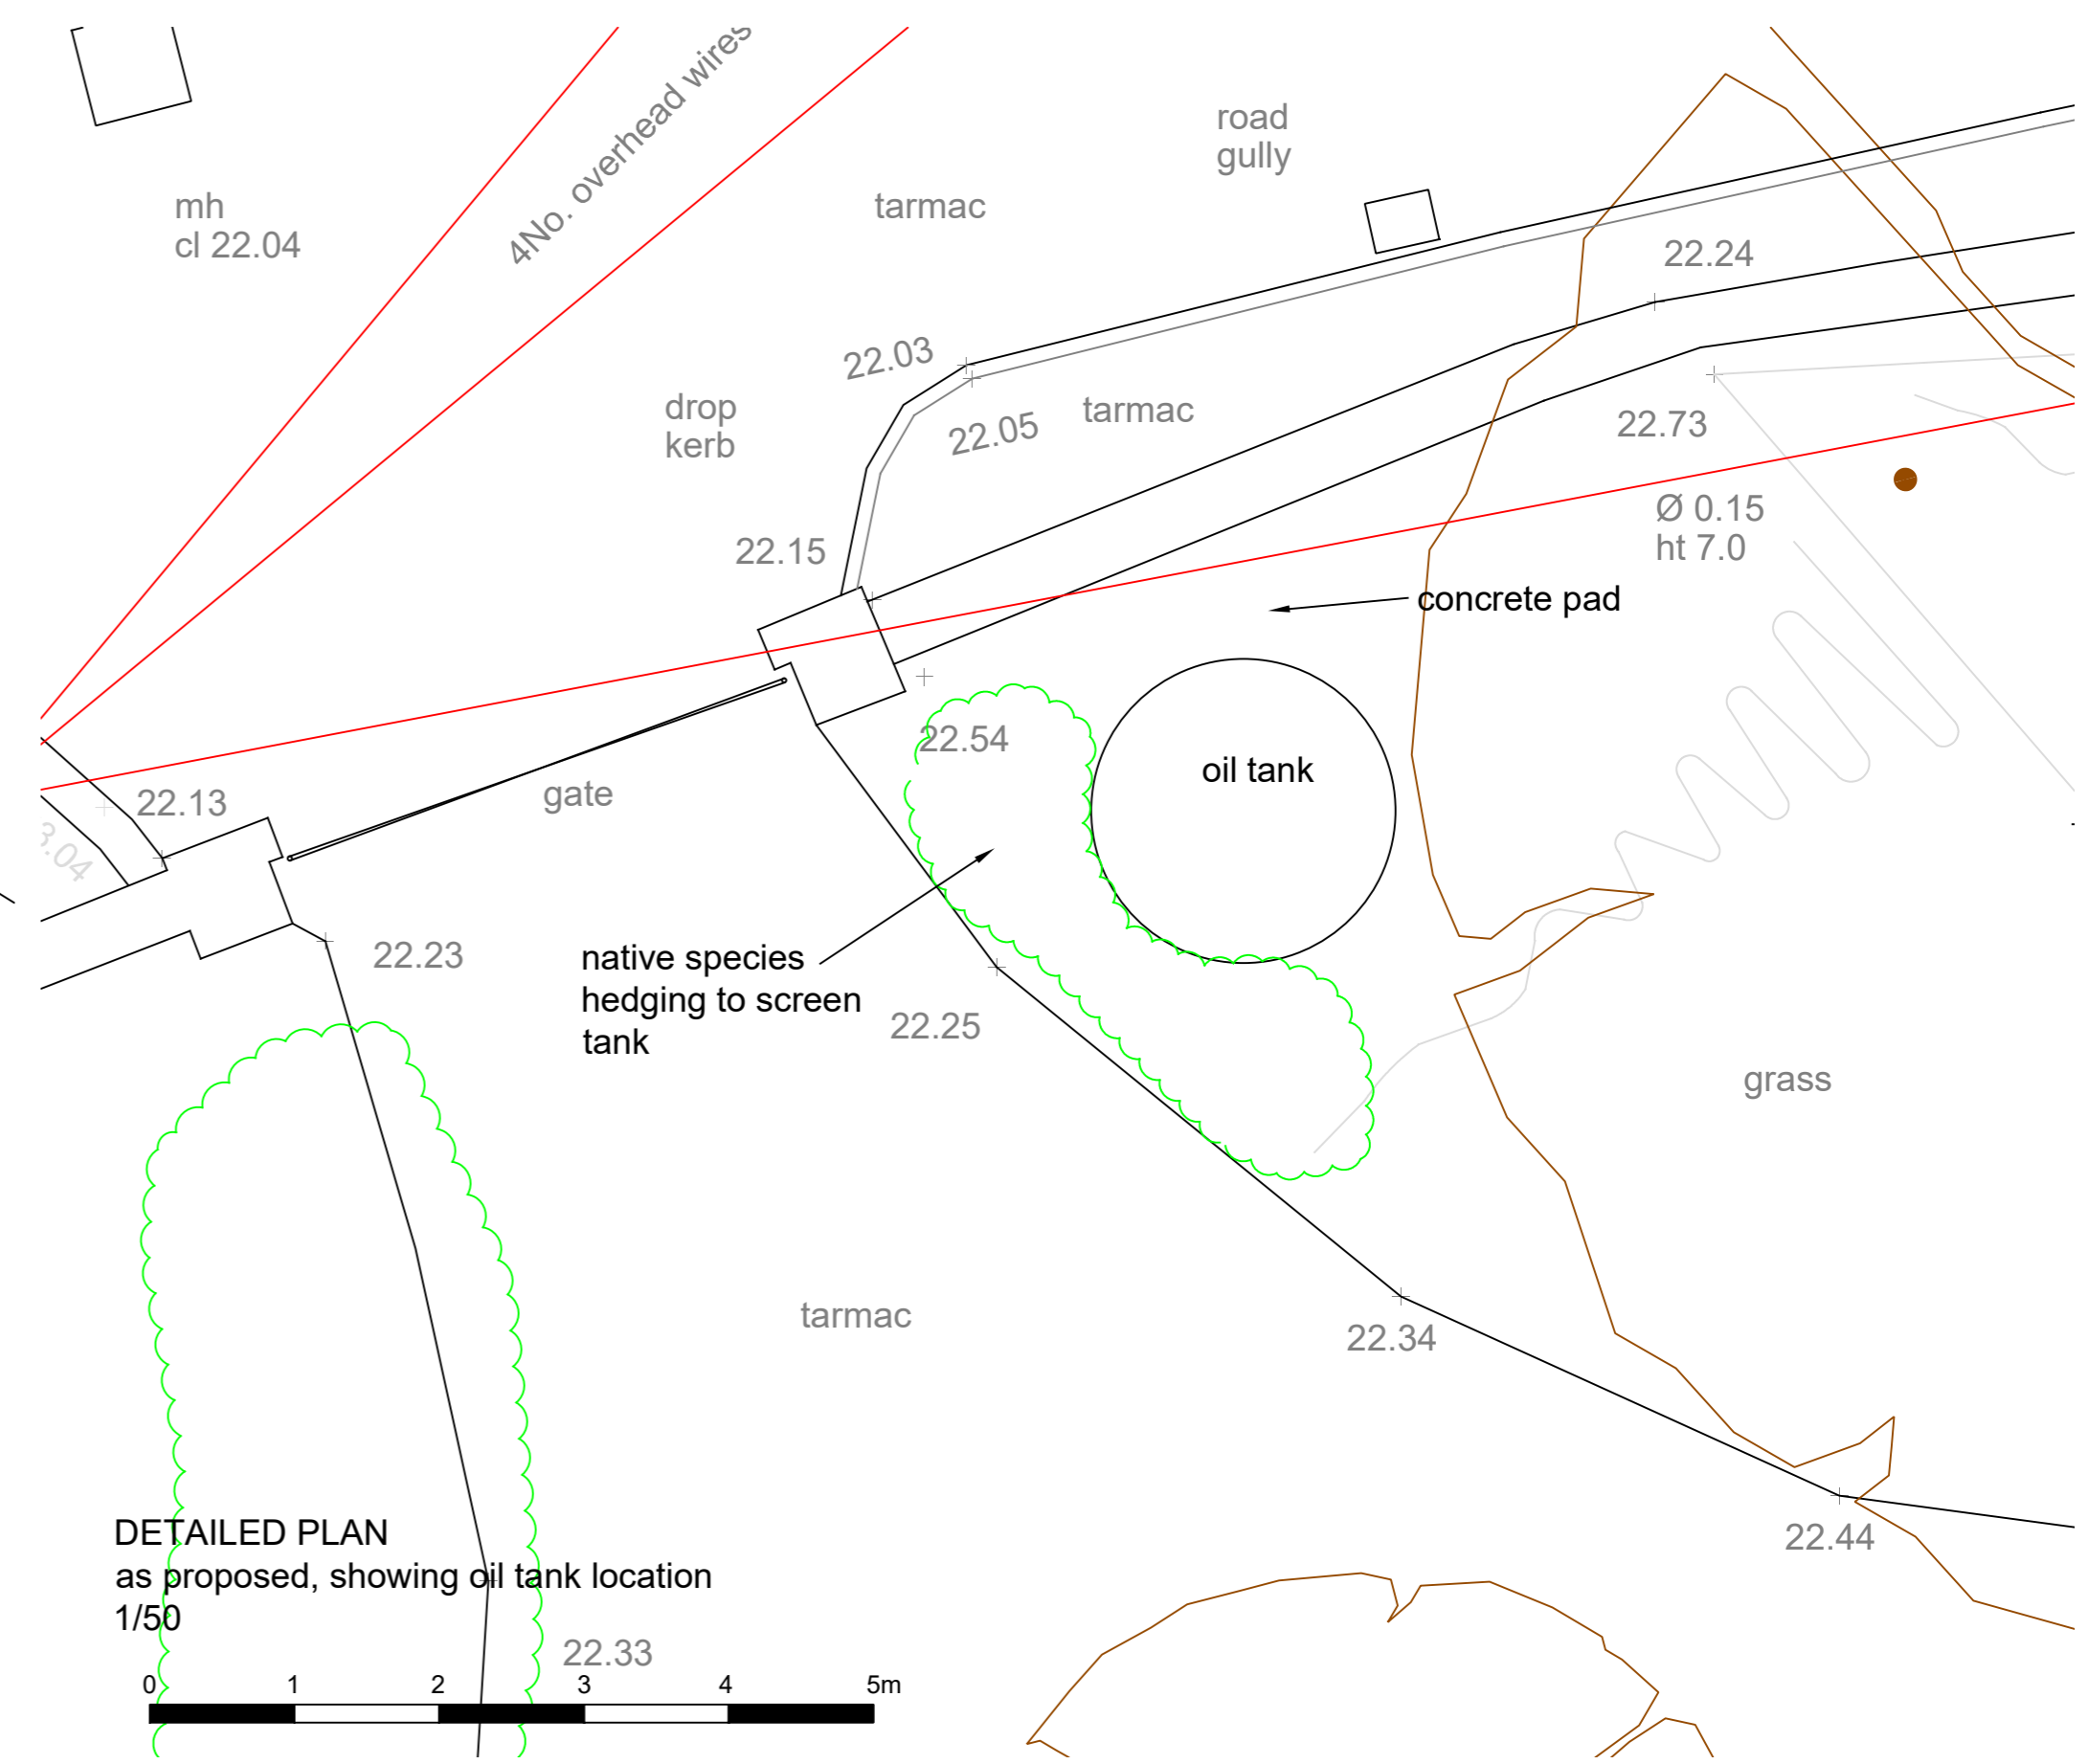 4No. overhead wires
road
gully
mh
cl 22.04
tarmac
22.24
22.03
drop
kerb
22.05
tarmac
22.73
Ø 0.15
ht 7.0
22.15
concrete pad
22.54
oil tank
gate
22.13
3.04
22.23
native species
hedging to screen
tank
22.25
grass
tarmac
22.34
DETAILED PLAN
as proposed, showing oil tank location
1/50
22.44
22.33
0 1 2 3 4 5m